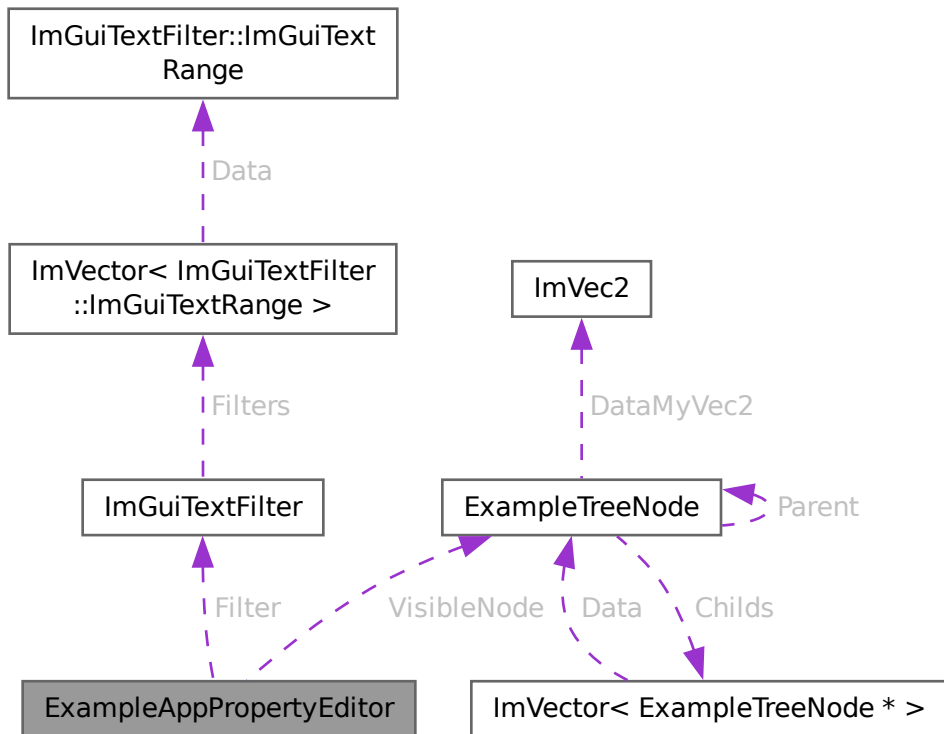 ImGuiTextFilter::ImGuiText
Range
Data
ImVector< ImGuiTextFilter
::ImGuiTextRange >
ImVec2
Filters
DataMyVec2
ImGuiTextFilter
ExampleTreeNode
Parent
Filter
VisibleNode
Data
Childs
ExampleAppPropertyEditor
ImVector< ExampleTreeNode * >